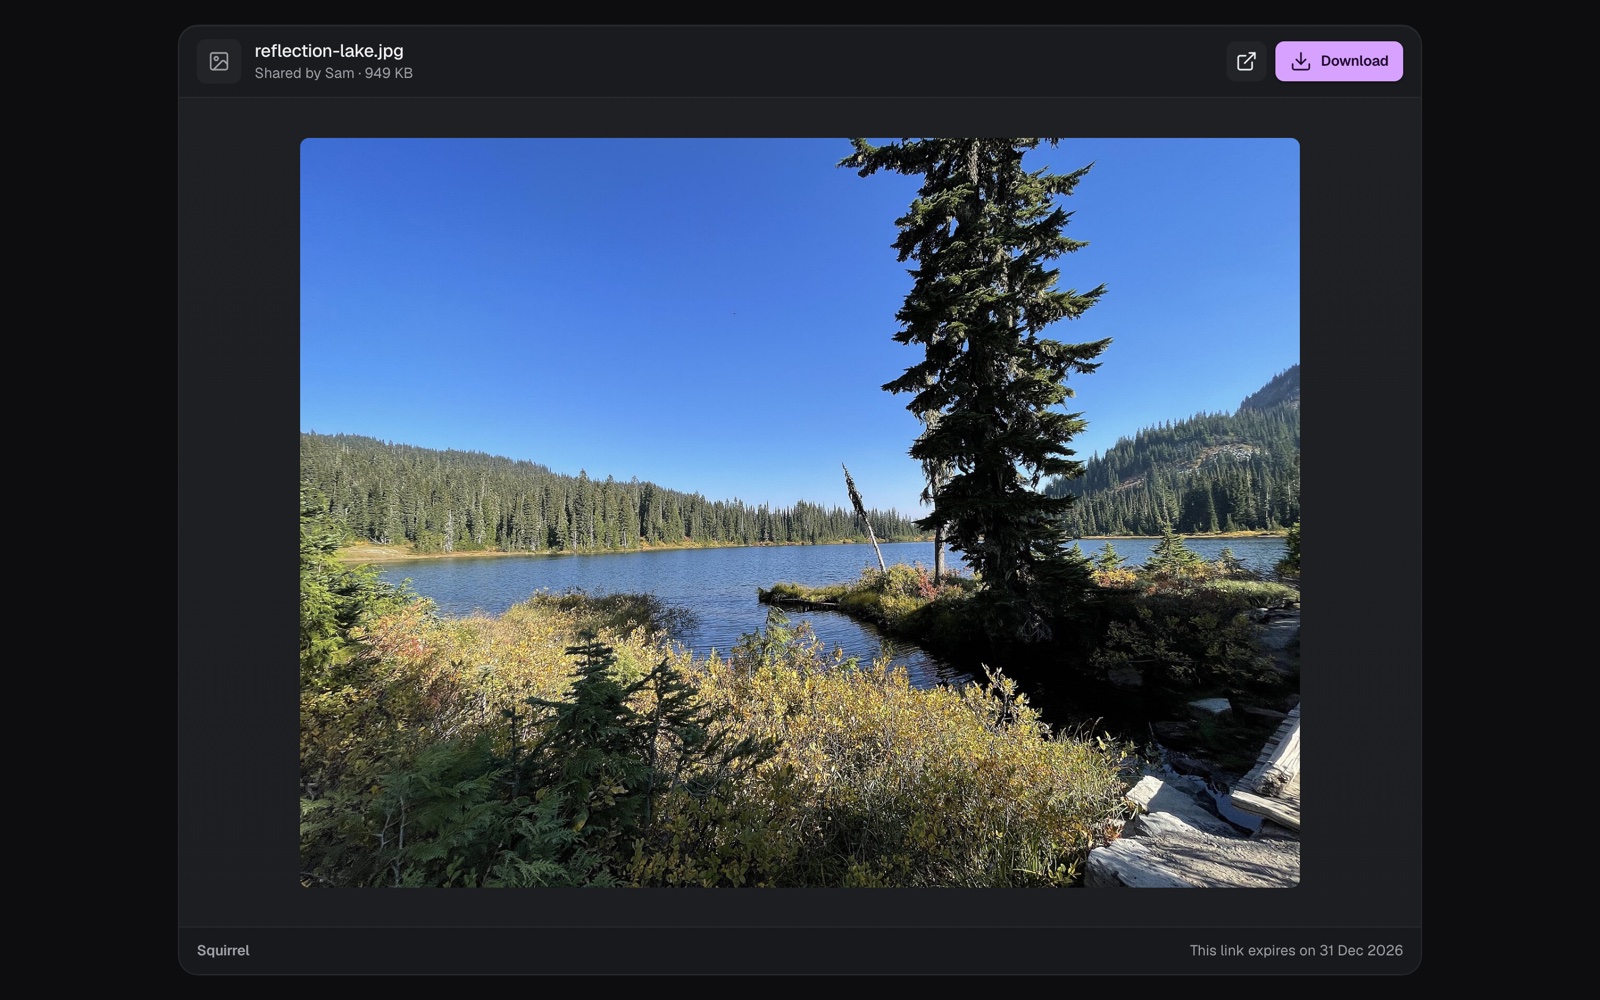 reflection-lake.jpg
Shared by Sam · 949 KB
Download
Squirrel
This link expires on 31 Dec 2026